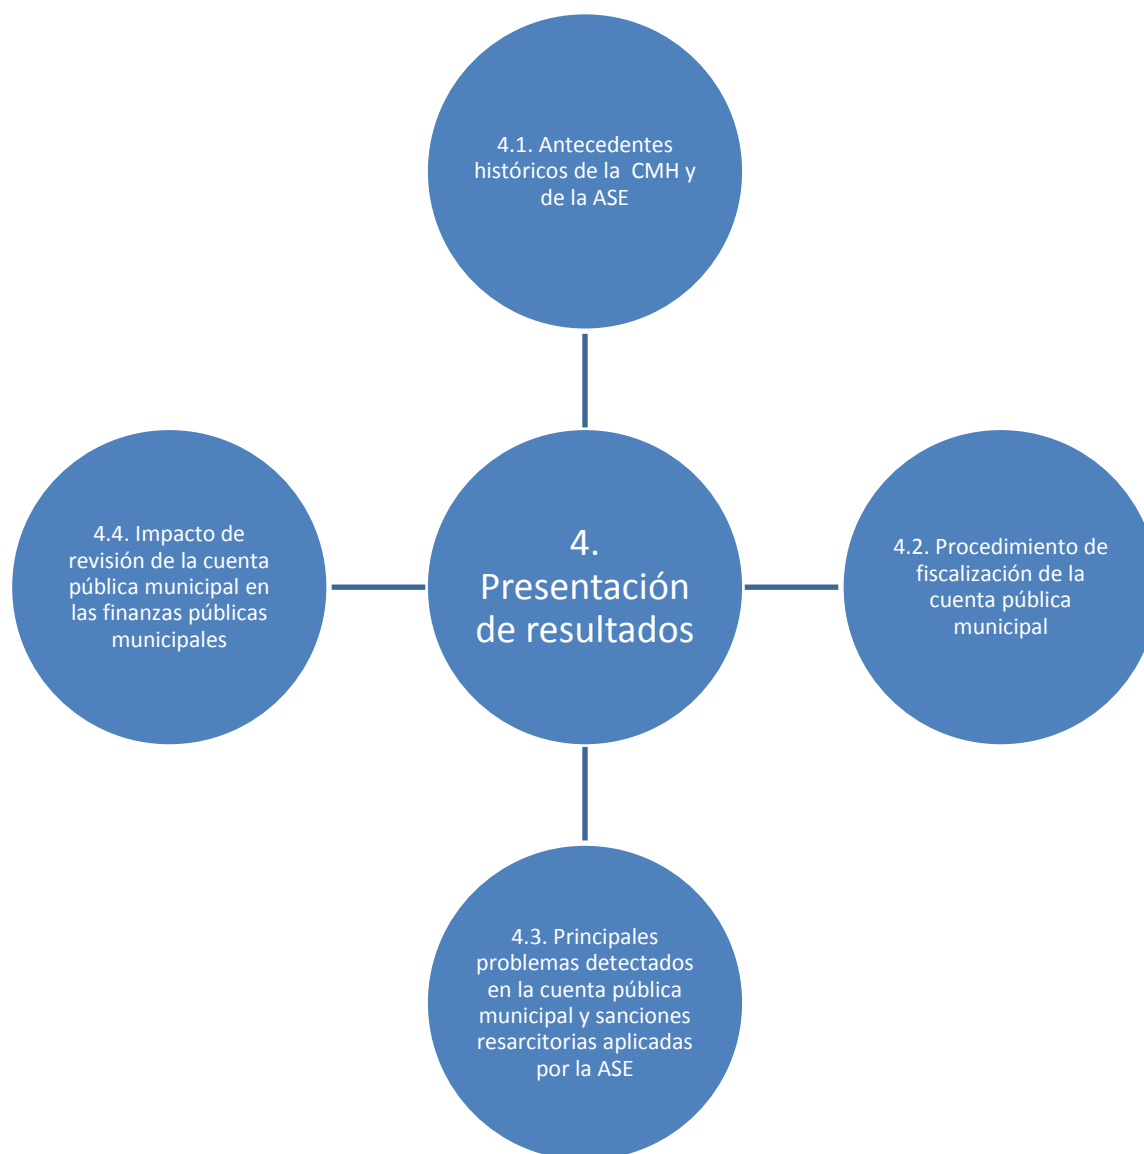 4.1. Antecedentes
históricos de la  CMH y
de la ASE
4.4. Impacto de
revisión de la cuenta
pública municipal en
las finanzas públicas
municipales
4.
Presentación
de resultados
4.2. Procedimiento de
fiscalización de la
cuenta pública
municipal
4.3. Principales
problemas detectados
en la cuenta pública
municipal y sanciones
resarcitorias aplicadas
por la ASE